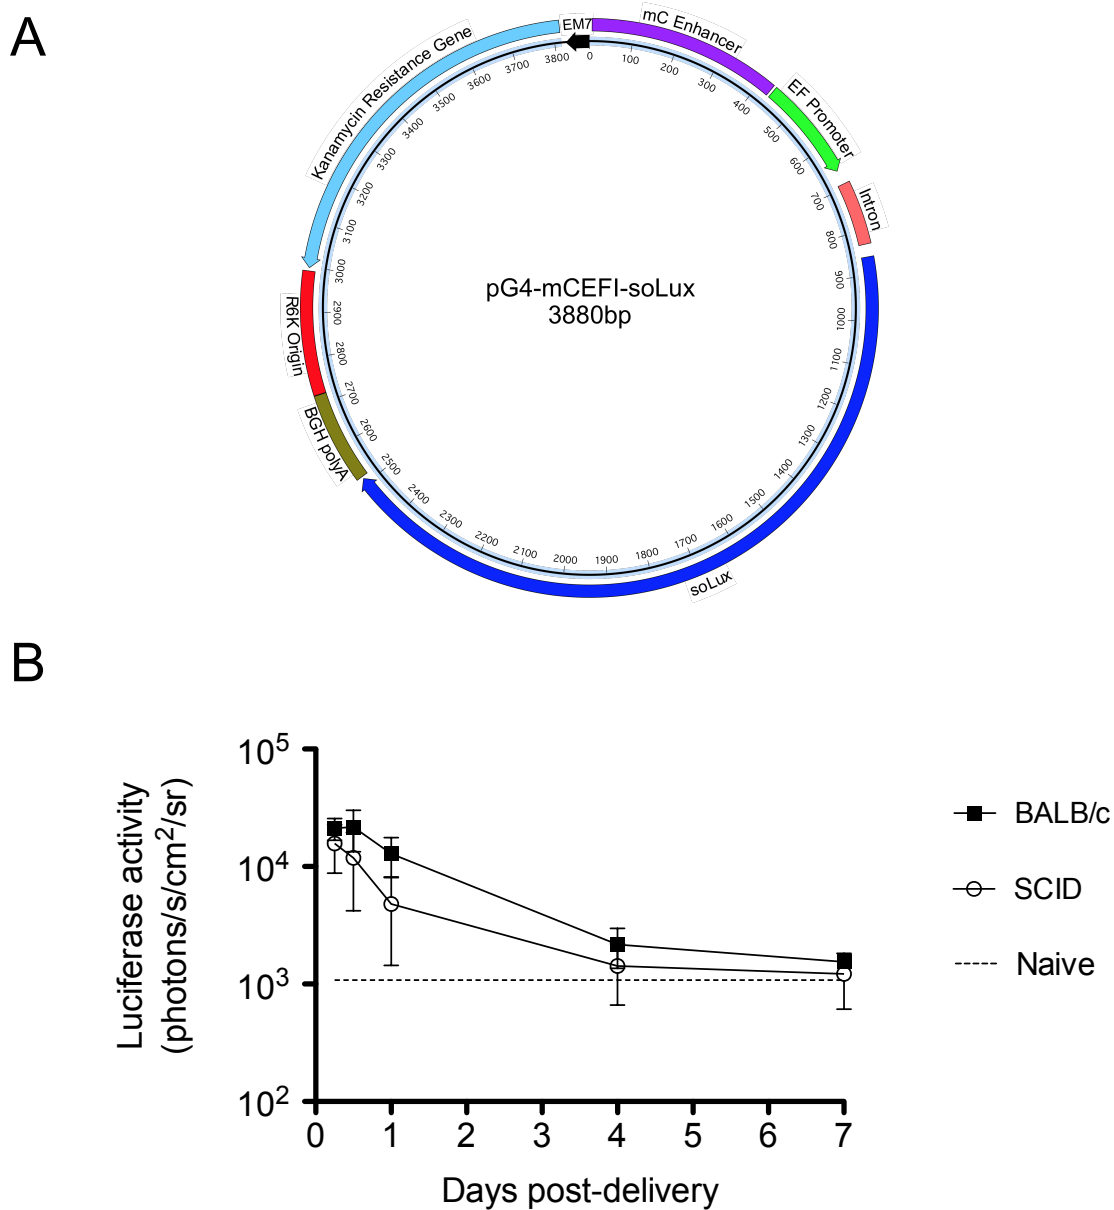 A
EM7
mC Enhancer
EF Promoter
Intron
soLux
BGH polyA
R6K Origin
Kanamycin Resistance Gene
0
100
200
300
400
500
600
700
800
900
1000
1100
1200
1300
1400
1500
1600
1700
1800
1900
2000
2100
2200
2300
2400
2500
2600
2700
2800
2900
3000
3100
3200
3300
3400
3500
3600
3700
3800
pG4-mCEFI-soLux
3880bp
B
Luciferase activity
(photons/s/cm²/sr)
10⁵
10⁴
10³
10²
0 1 2 3 4 5 6 7
Days post-delivery
BALB/c
SCID
Naive